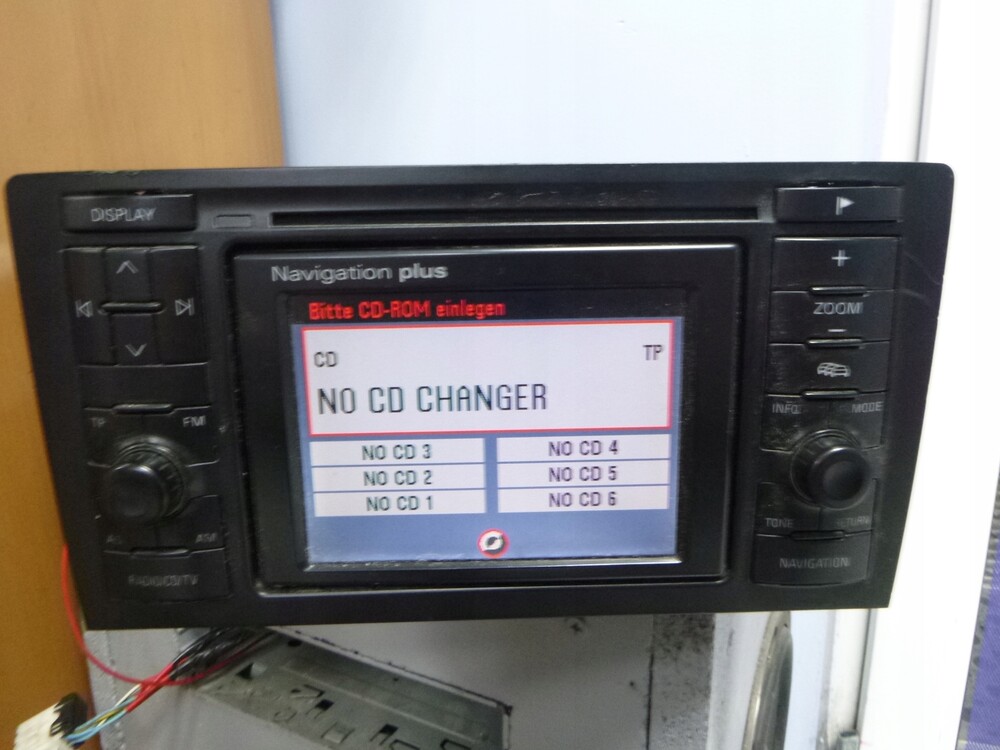 DISPLAY
Navigation plus
Bitte CD-ROM einlegen
CD TP
NO CD CHANGER
NO CD 3 NO CD 4
NO CD 2 NO CD 5
NO CD 1 NO CD 6
TP FM
AM
RADIO/CD/TV
+
ZOOM
−
INFO MODE
TONE RETURN
NAVIGATION